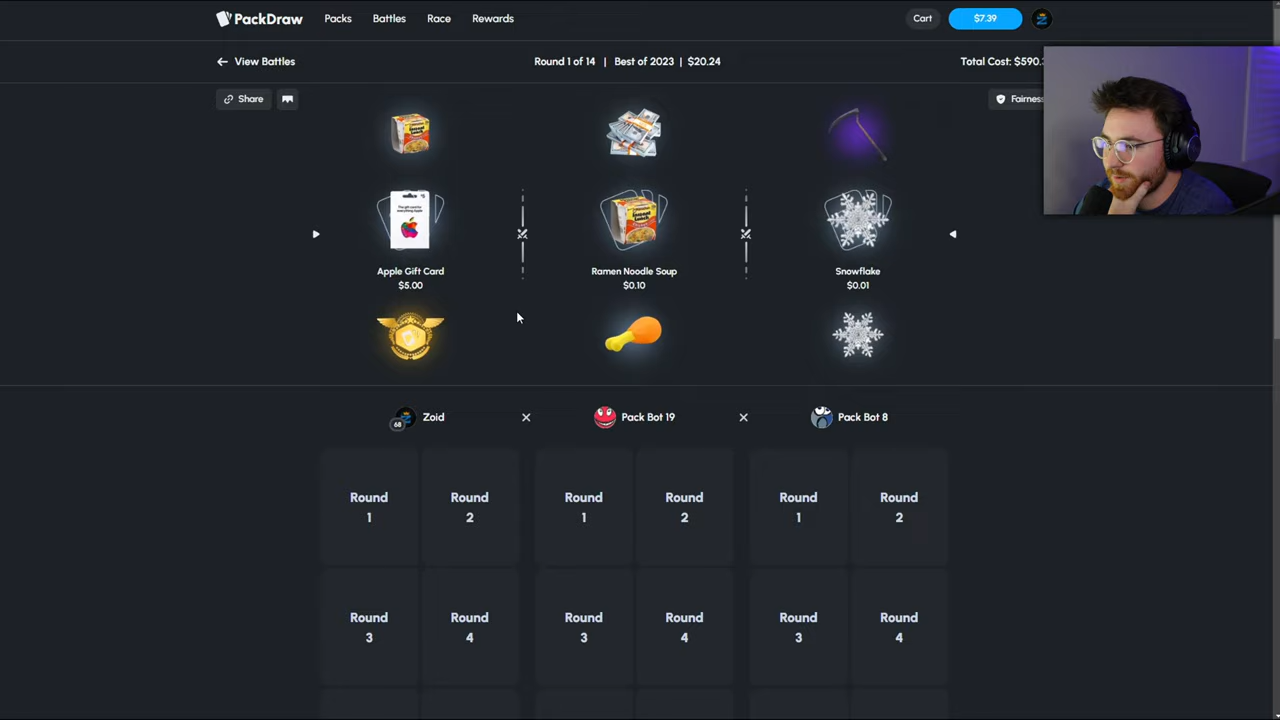 PackDraw Packs Battles Race Rewards Cart $7.39
View Battles Round 1 of 14 | Best of 2023 | $20.24 Total Cost: $590.
Share Fairness
Apple Gift Card Ramen Noodle Soup Snowflake
$5.00 $0.10 $0.01
68 Zoid Pack Bot 19 Pack Bot 8
Round Round Round Round Round Round
1 2 1 2 1 2
Round Round Round Round Round Round
3 4 3 4 3 4